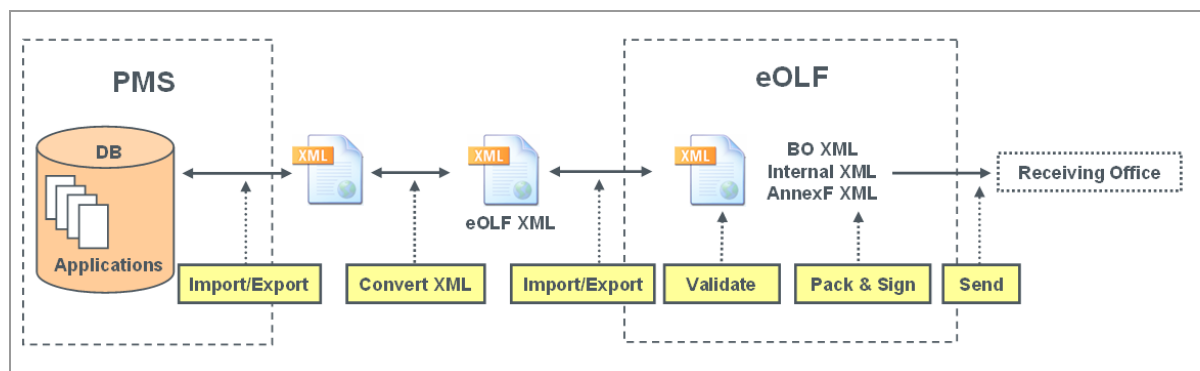 PMS
eOLF
DB
Applications
XML
XML
eOLF XML
XML
BO XML
Internal XML
AnnexF XML
Receiving Office
Import/Export
Convert XML
Import/Export
Validate
Pack & Sign
Send